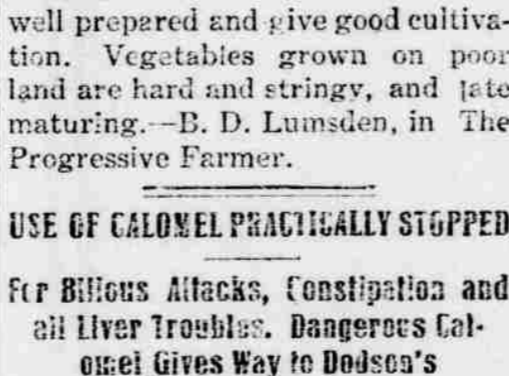 well prepared and give good cultiva-
tion. Vegetables grown on poor
land are hard and stringy, and late
maturing.—B. D. Lumsden, in The
Progressive Farmer.
USE OF CALOMEL PRACTICALLY STOPPED
For Bilious Attacks, Constipation and
all Liver Troubles. Dangerous Cal-
omel Gives Way to Dodson's